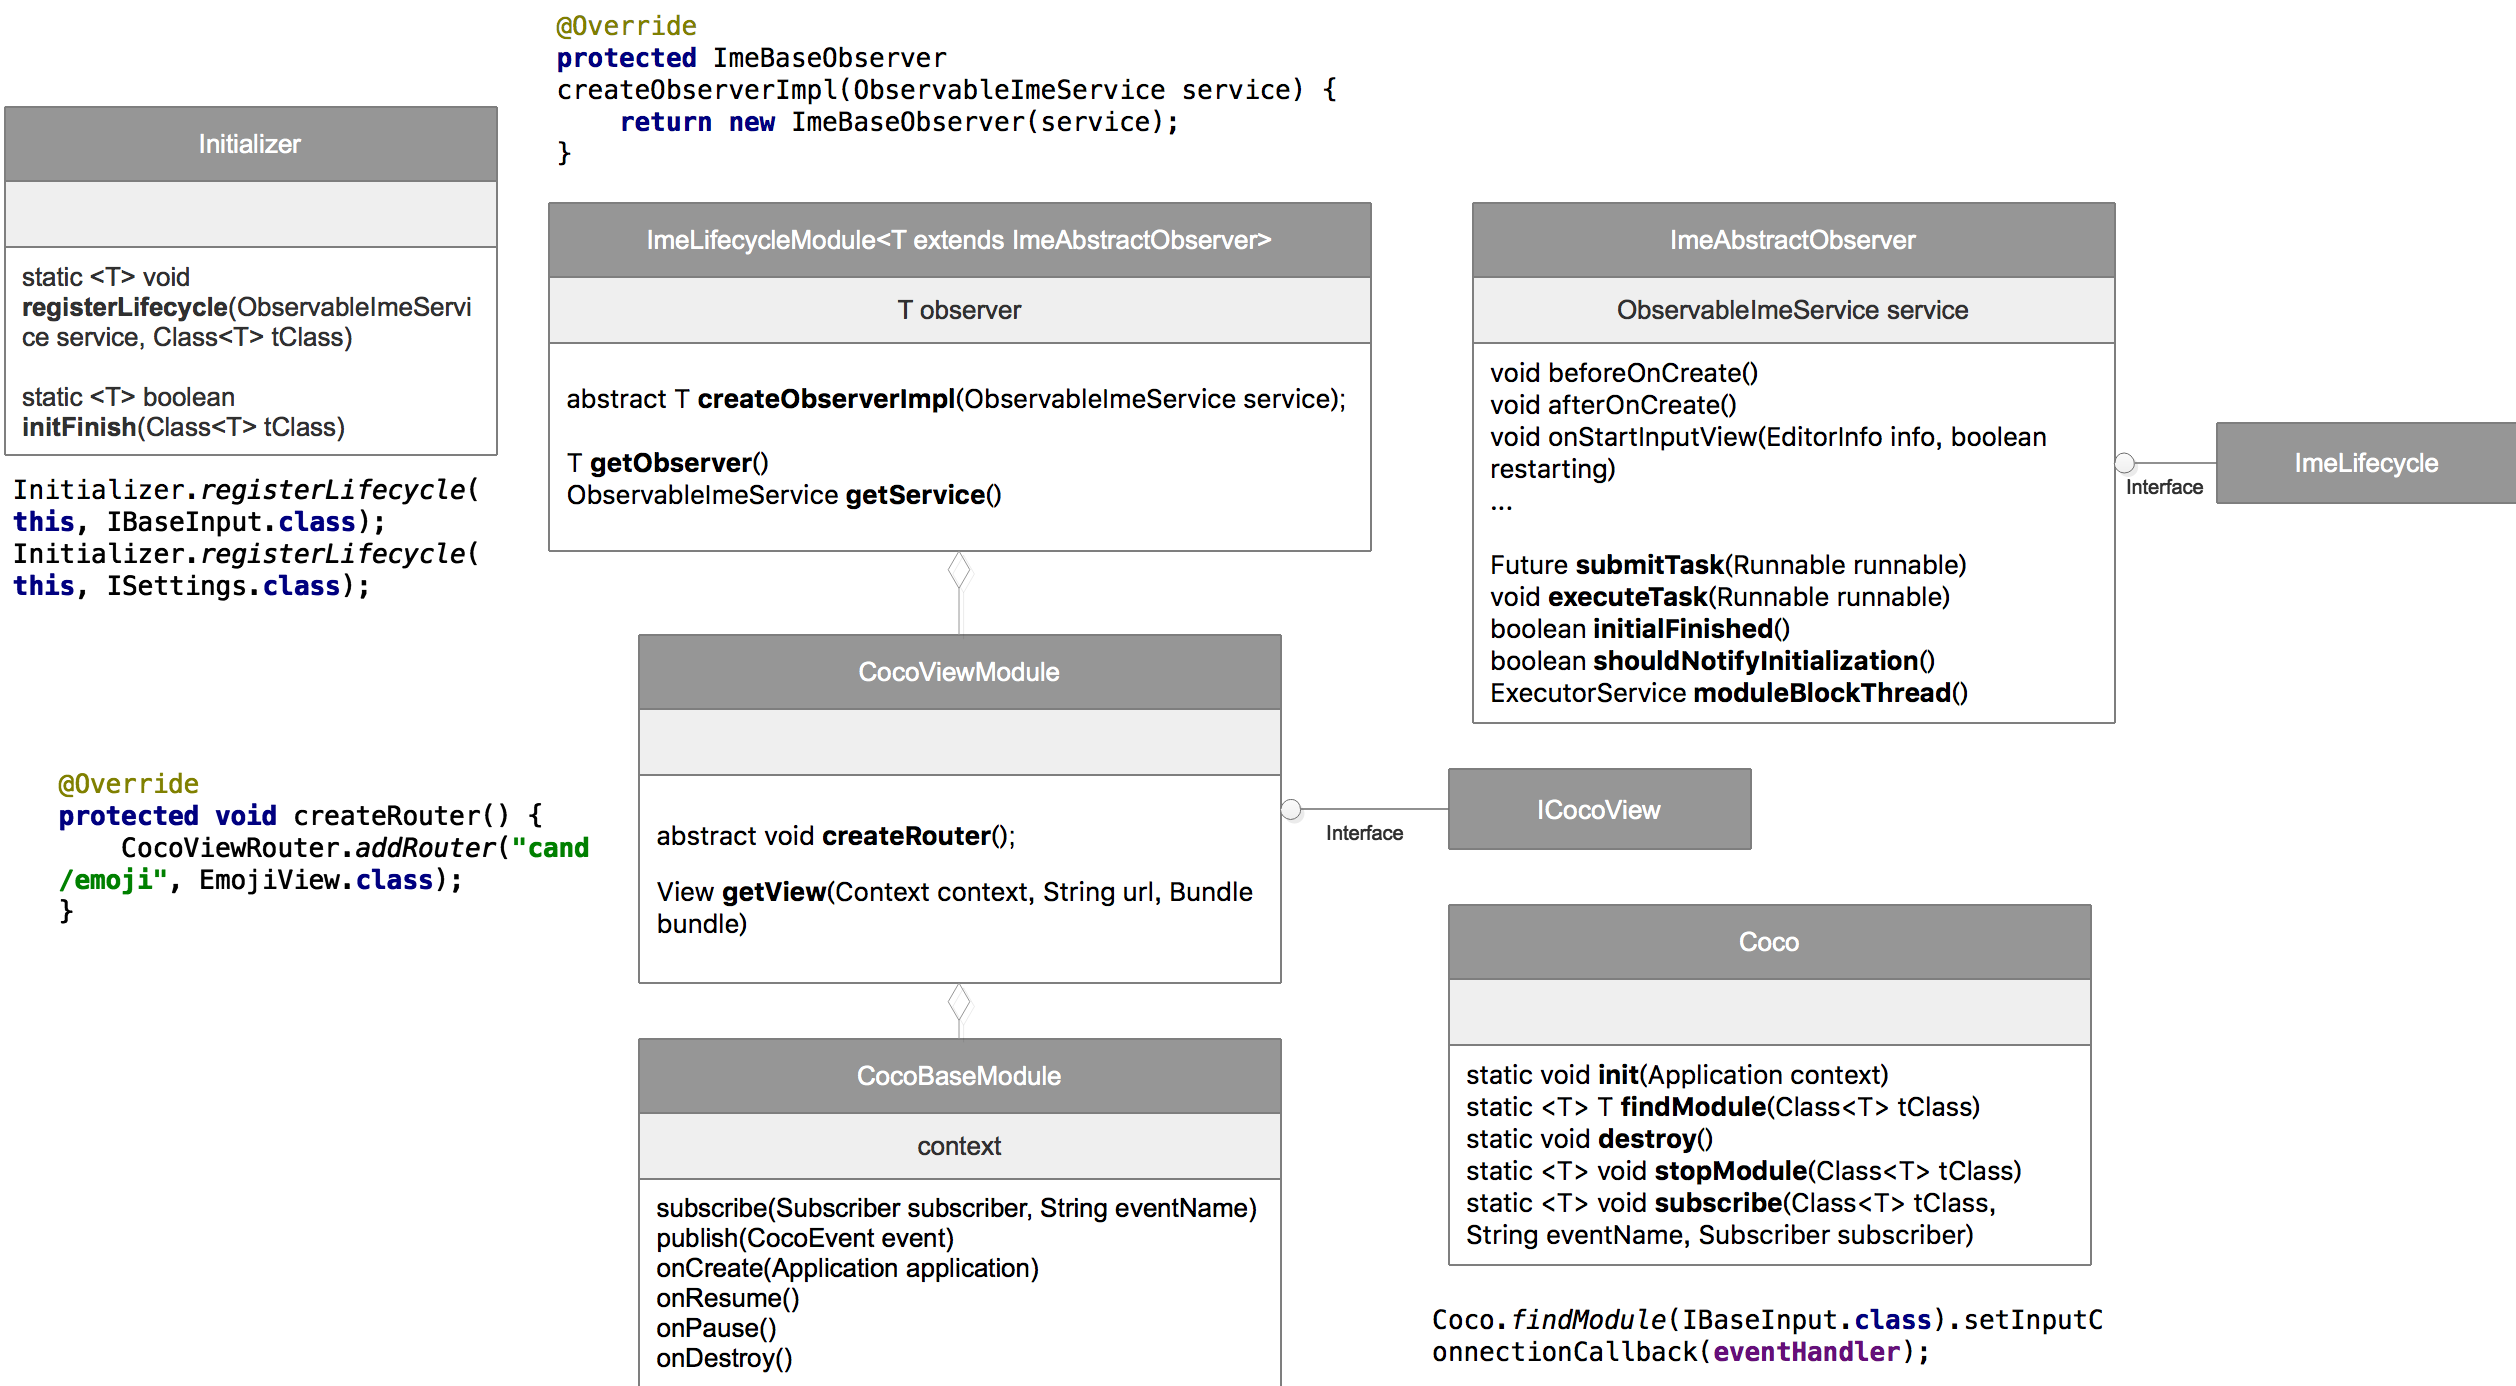 @Override
protected ImeBaseObserver
createObserverImpl(ObservableImeService service) {
    return new ImeBaseObserver(service);
}
Initializer
static <T> void
registerLifecycle(ObservableImeServi
ce service, Class<T> tClass)
static <T> boolean
initFinish(Class<T> tClass)
Initializer.registerLifecycle(
this, IBaseInput.class);
Initializer.registerLifecycle(
this, ISettings.class);
ImeLifecycleModule<T extends ImeAbstractObserver>
T observer
abstract T createObserverImpl(ObservableImeService service);
T getObserver()
ObservableImeService getService()
ImeAbstractObserver
ObservableImeService service
void beforeOnCreate()
void afterOnCreate()
void onStartInputView(EditorInfo info, boolean
restarting)
...
Future submitTask(Runnable runnable)
void executeTask(Runnable runnable)
boolean initialFinished()
boolean shouldNotifyInitialization()
ExecutorService moduleBlockThread()
Interface
ImeLifecycle
@Override
protected void createRouter() {
    CocoViewRouter.addRouter("cand
/emoji", EmojiView.class);
}
CocoViewModule
abstract void createRouter();
View getView(Context context, String url, Bundle
bundle)
Interface
ICocoView
CocoBaseModule
context
subscribe(Subscriber subscriber, String eventName)
publish(CocoEvent event)
onCreate(Application application)
onResume()
onPause()
onDestroy()
Coco
static void init(Application context)
static <T> T findModule(Class<T> tClass)
static void destroy()
static <T> void stopModule(Class<T> tClass)
static <T> void subscribe(Class<T> tClass,
String eventName, Subscriber subscriber)
Coco.findModule(IBaseInput.class).setInputC
onnectionCallback(eventHandler);